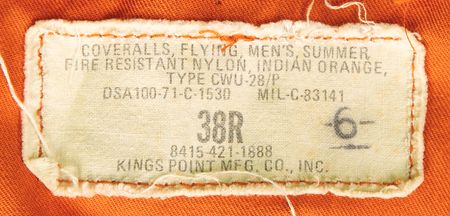 COVERALLS, FLYING, MEN'S, SUMMER
FIRE RESISTANT NYLON, INDIAN ORANGE,
TYPE CWU-28/P
DSA100-71-C-1530 MIL-C-83141
38R
-6-
8415-421-1888
KINGS POINT MFG. CO., INC.